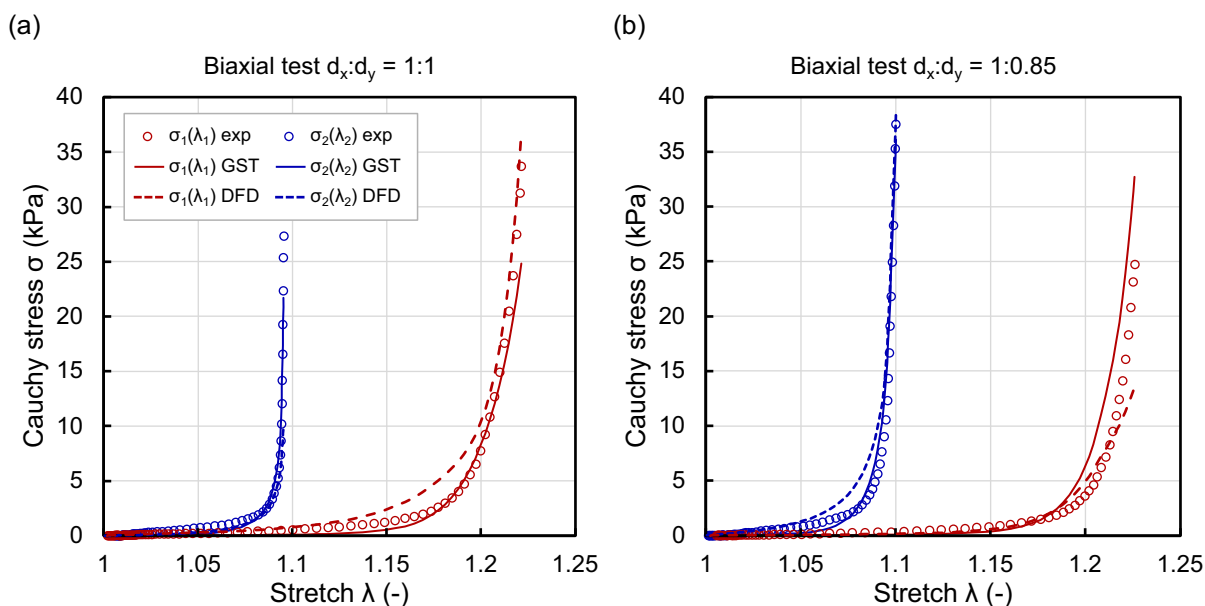 (a)
Biaxial test dₓ:dᵧ = 1:1
40
35
30
25
20
15
10
5
0
Cauchy stress σ (kPa)
σ₁(λ₁) exp
σ₂(λ₂) exp
σ₁(λ₁) GST
σ₂(λ₂) GST
σ₁(λ₁) DFD
σ₂(λ₂) DFD
1 1.05 1.1 1.15 1.2 1.25
Stretch λ (-)
(b)
Biaxial test dₓ:dᵧ = 1:0.85
40
35
30
25
20
15
10
5
0
Cauchy stress σ (kPa)
1 1.05 1.1 1.15 1.2 1.25
Stretch λ (-)